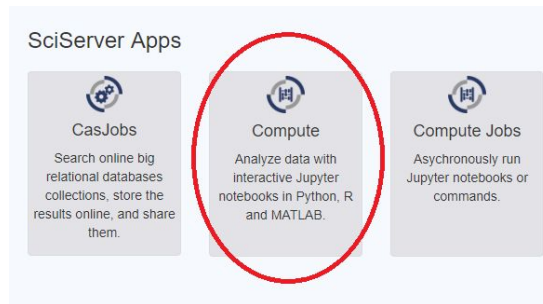 SciServer Apps
CasJobs
Search online big
relational databases
collections, store the
results online, and share
them.
Compute
Analyze data with
interactive Jupyter
notebooks in Python, R
and MATLAB.
Compute Jobs
Asychronously run
Jupyter notebooks or
commands.